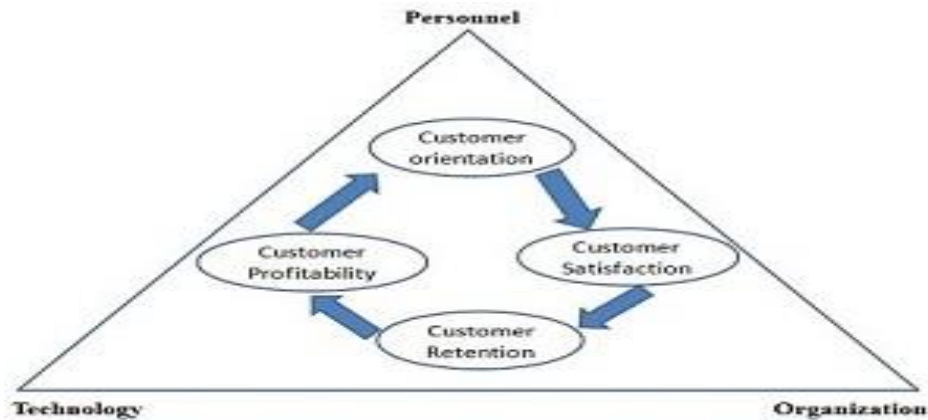 Personnel
Customer
orientation
Customer
Profitability
Customer
Satisfaction
Customer
Retention
Technology
Organization